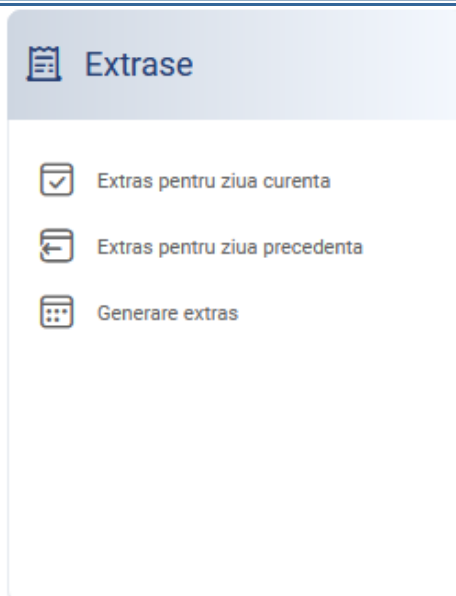 Extrase
Extras pentru ziua curenta
Extras pentru ziua precedenta
Generare extras